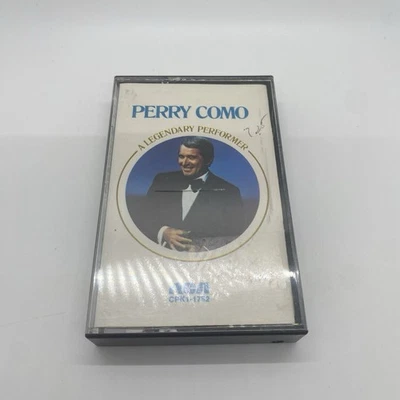 PERRY COMO
A LEGENDARY PERFORMER
RCA